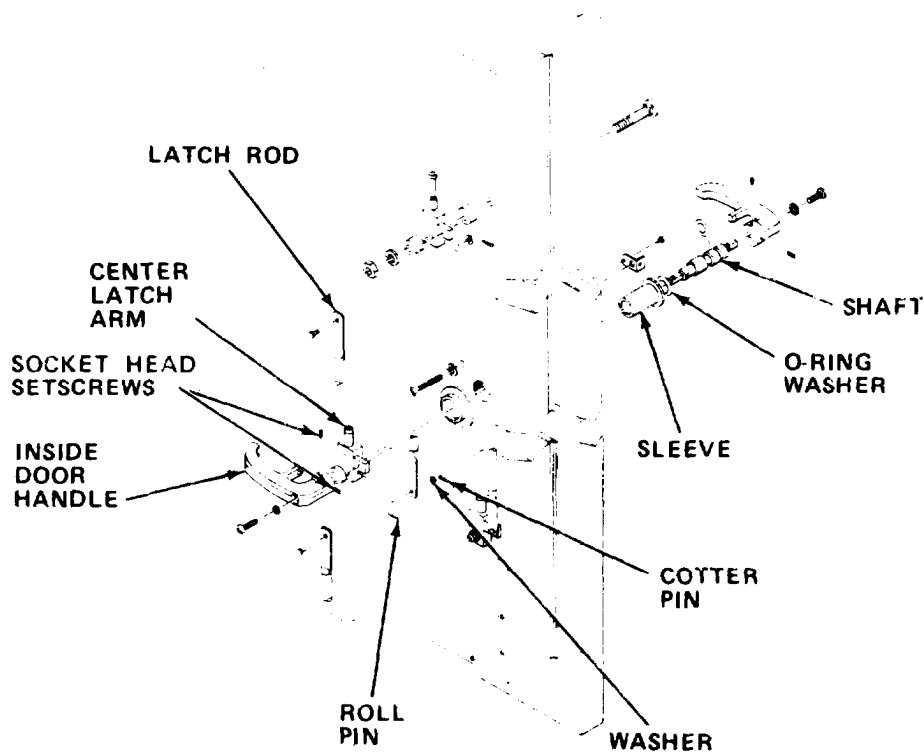 LATCH ROD
CENTER
LATCH
ARM
SOCKET HEAD
SETSCREWS
INSIDE
DOOR
HANDLE
SHAFT
O-RING
WASHER
SLEEVE
COTTER
PIN
ROLL
PIN
WASHER